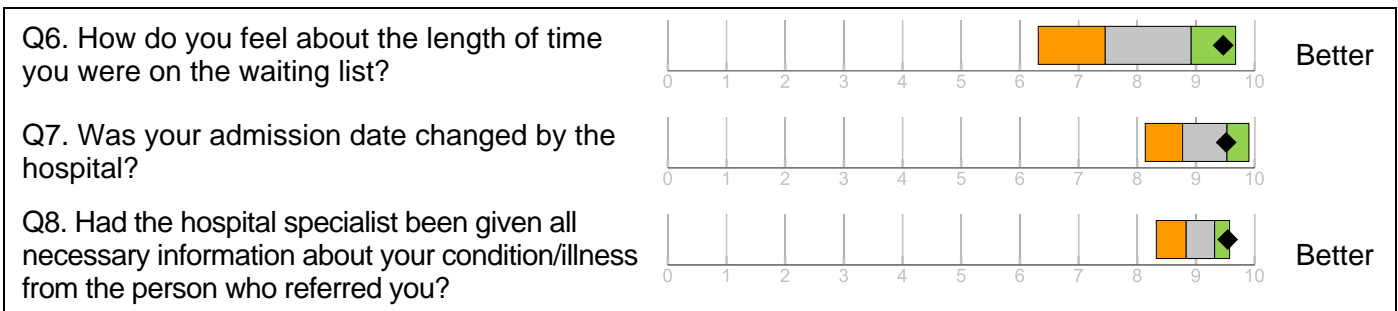 Q6. How do you feel about the length of time
you were on the waiting list?
0 1 2 3 4 5 6 7 8 9 10
Better
Q7. Was your admission date changed by the
hospital?
0 1 2 3 4 5 6 7 8 9 10
Q8. Had the hospital specialist been given all
necessary information about your condition/illness
from the person who referred you?
0 1 2 3 4 5 6 7 8 9 10
Better